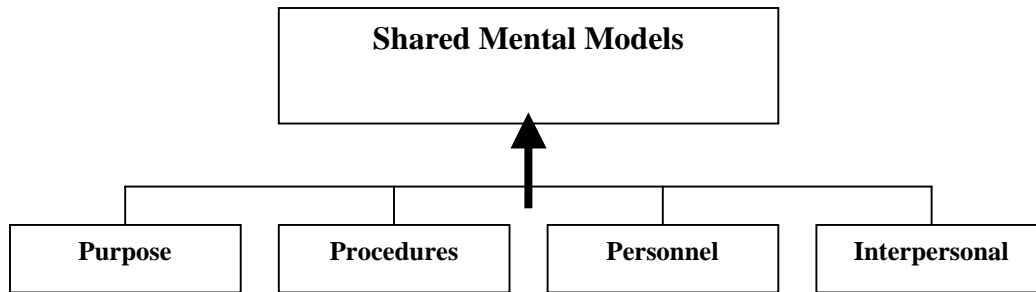 Shared Mental Models
Purpose
Procedures
Personnel
Interpersonal